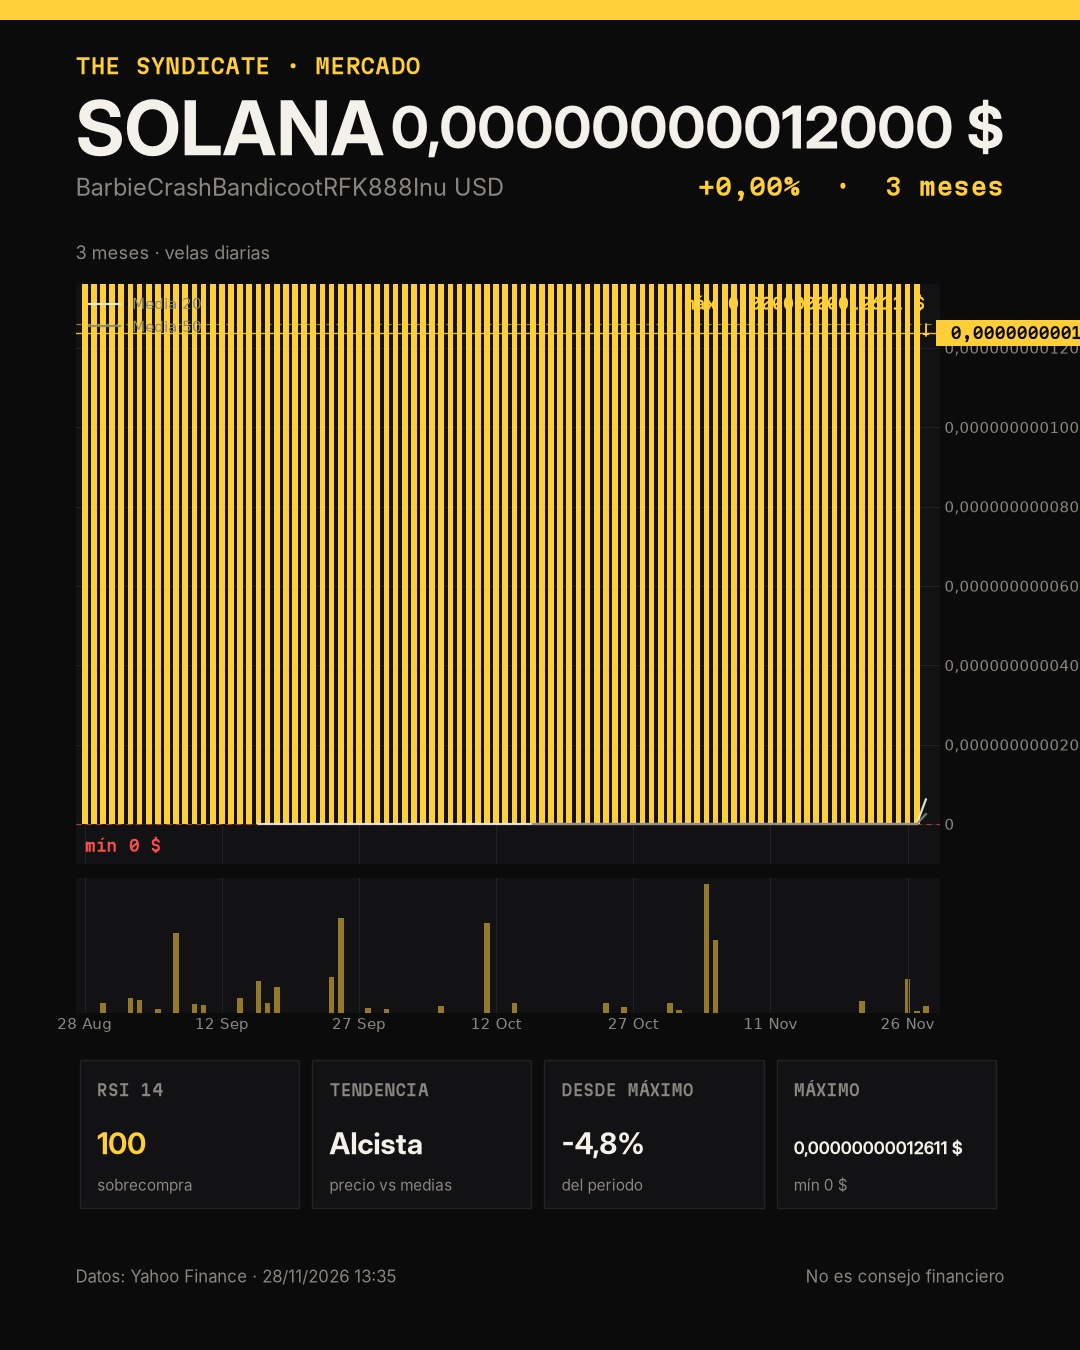 THE SYNDICATE · MERCADO
SOLANA 0,00000000012000 $
BarbieCrashBandicootRFK888Inu USD
+0,00% · 3 meses
3 meses · velas diarias
Media 20
Media 50
máx 0,00000000012611 $
0,0000000001
0,000000000120
0,000000000100
0,000000000080
0,000000000060
0,000000000040
0,000000000020
0
mín 0 $
28 Aug
12 Sep
27 Sep
12 Oct
27 Oct
11 Nov
26 Nov
RSI 14
100
sobrecompra
TENDENCIA
Alcista
precio vs medias
DESDE MÁXIMO
-4,8%
del periodo
MÁXIMO
0,00000000012611 $
mín 0 $
Datos: Yahoo Finance · 28/11/2026 13:35
No es consejo financiero